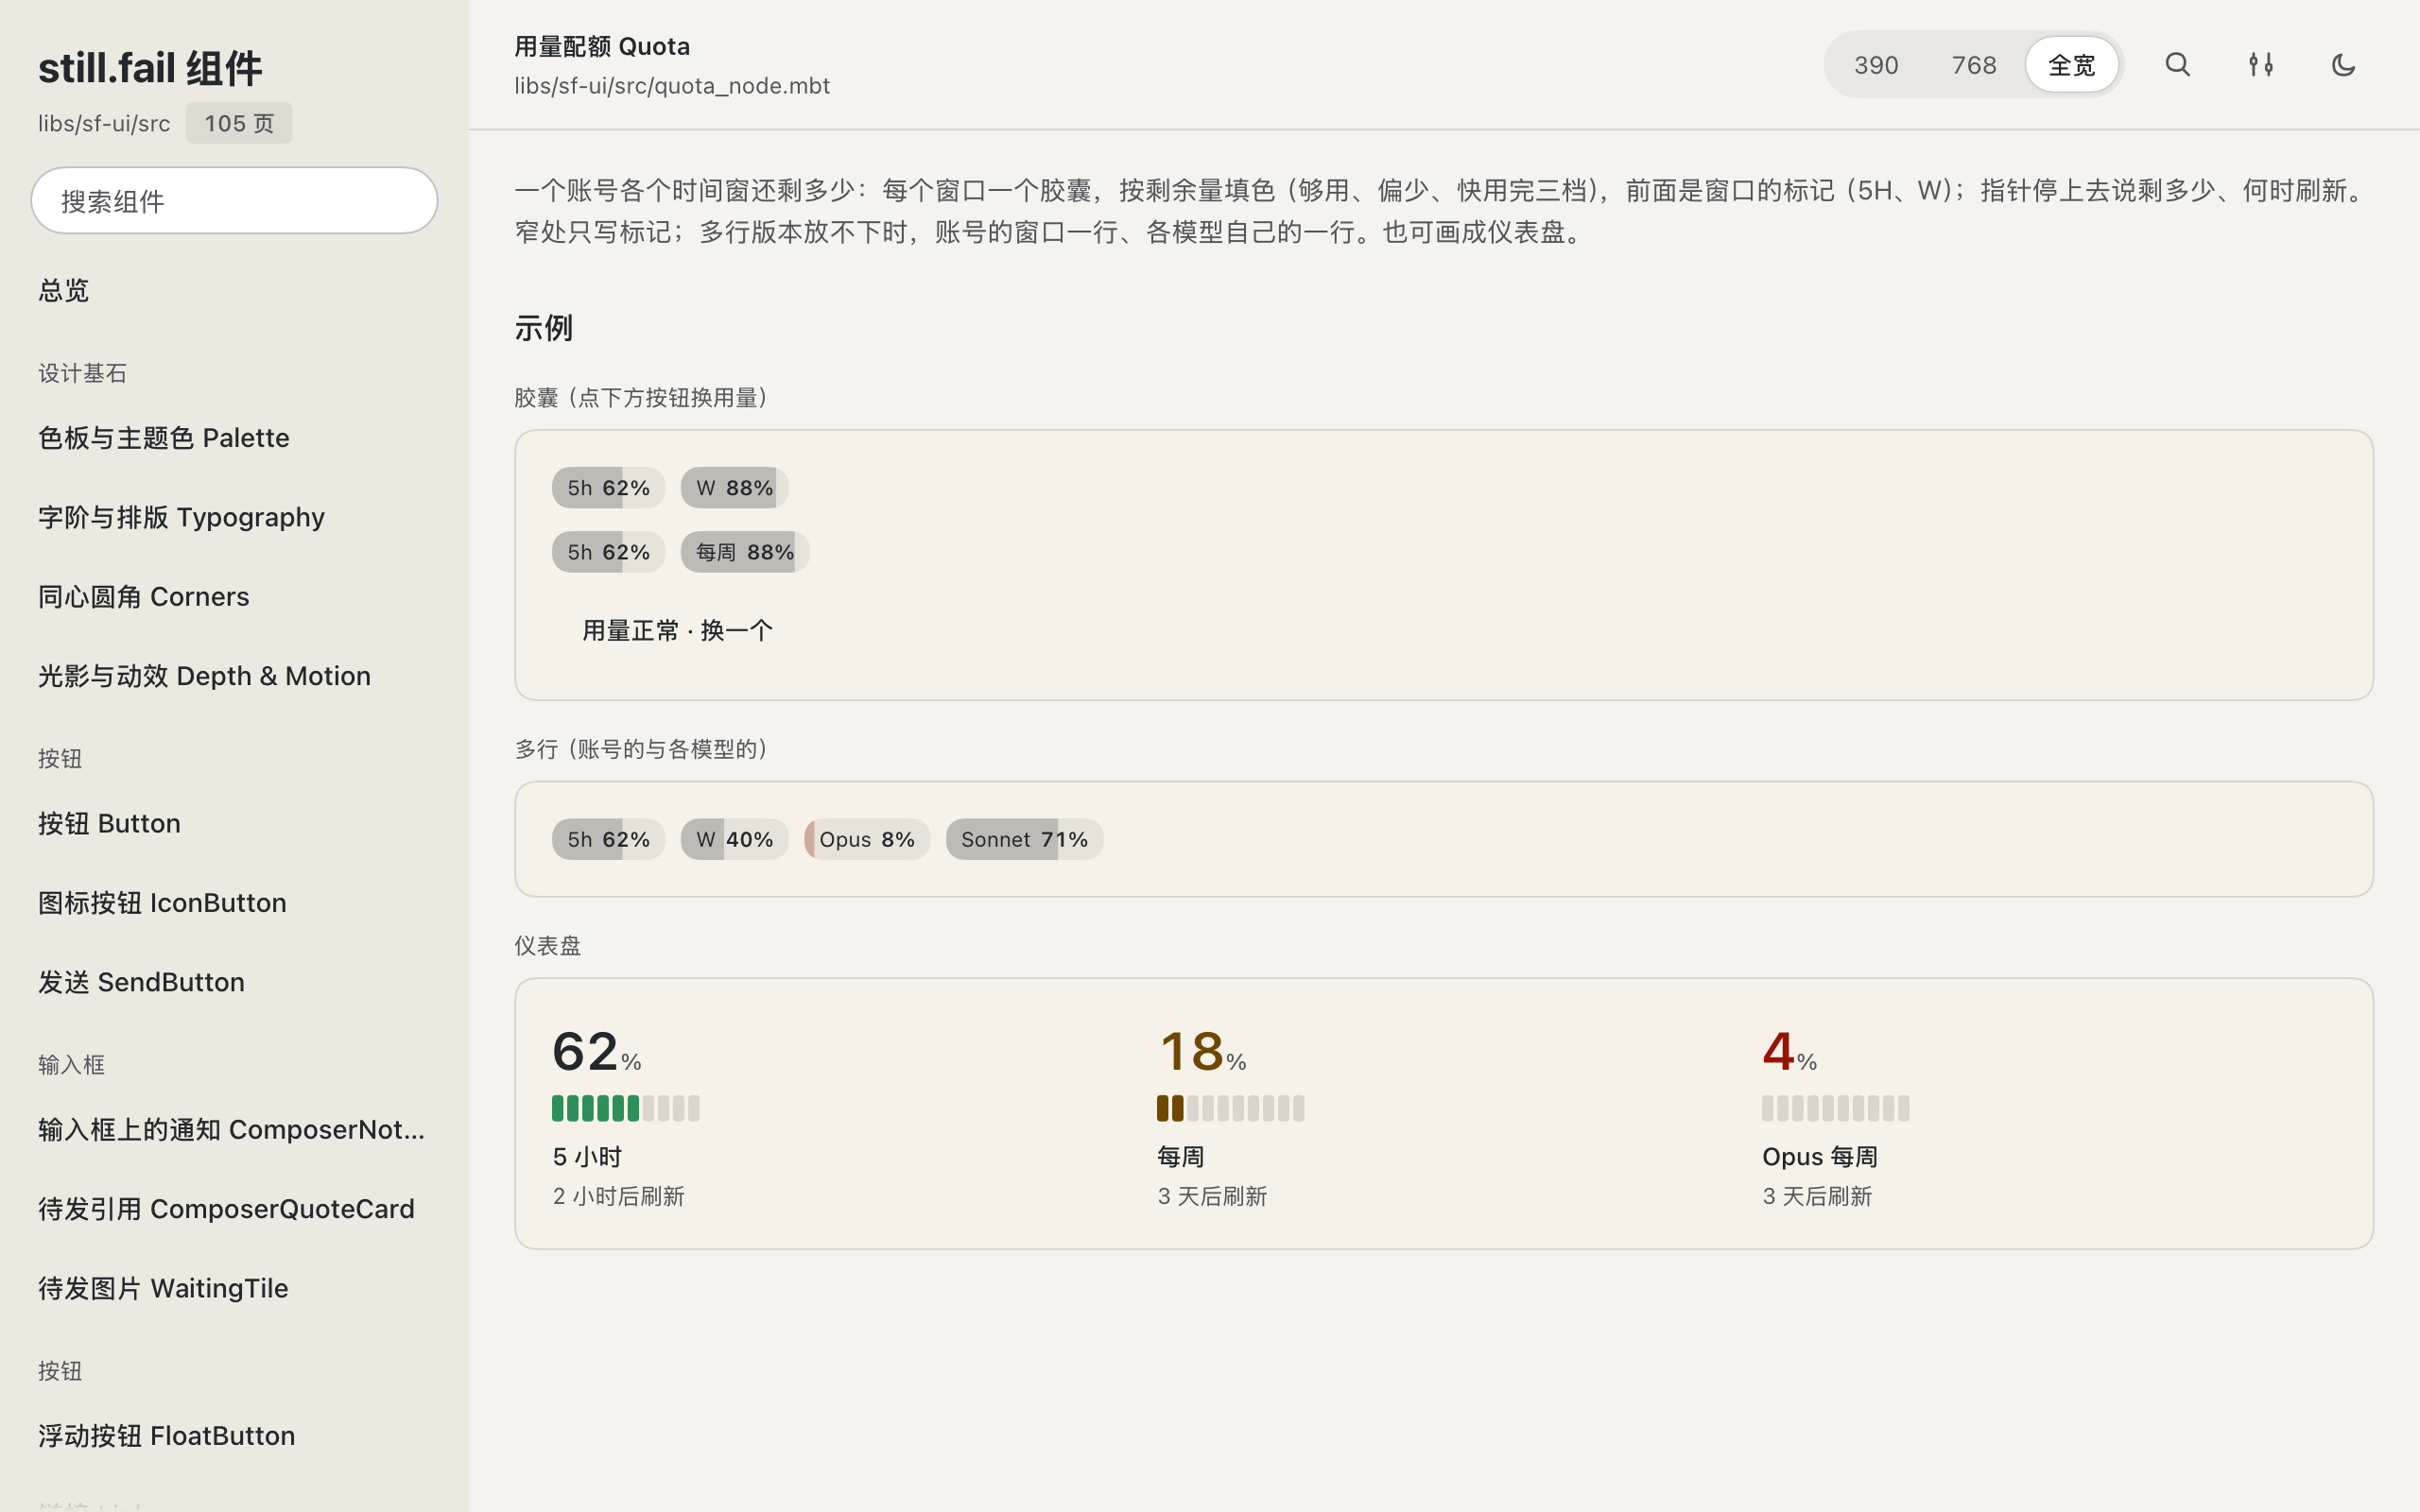 still.fail 组件
libs/sf-ui/src 105 页
搜索组件
总览
设计基石
色板与主题色 Palette
字阶与排版 Typography
同心圆角 Corners
光影与动效 Depth & Motion
按钮
按钮 Button
图标按钮 IconButton
发送 SendButton
输入框
输入框上的通知 ComposerNot…
待发引用 ComposerQuoteCard
待发图片 WaitingTile
按钮
浮动按钮 FloatButton
用量配额 Quota
libs/sf-ui/src/quota_node.mbt
390 768 全宽
一个账号各个时间窗还剩多少：每个窗口一个胶囊，按剩余量填色（够用、偏少、快用完三档），前面是窗口的标记（5H、W）；指针停上去说剩多少、何时刷新。
窄处只写标记；多行版本放不下时，账号的窗口一行、各模型自己的一行。也可画成仪表盘。
示例
胶囊（点下方按钮换用量）
5h 62% W 88%
5h 62% 每周 88%
用量正常 · 换一个
多行（账号的与各模型的）
5h 62% W 40% Opus 8% Sonnet 71%
仪表盘
62% 18% 4%
5 小时 每周 Opus 每周
2 小时后刷新 3 天后刷新 3 天后刷新